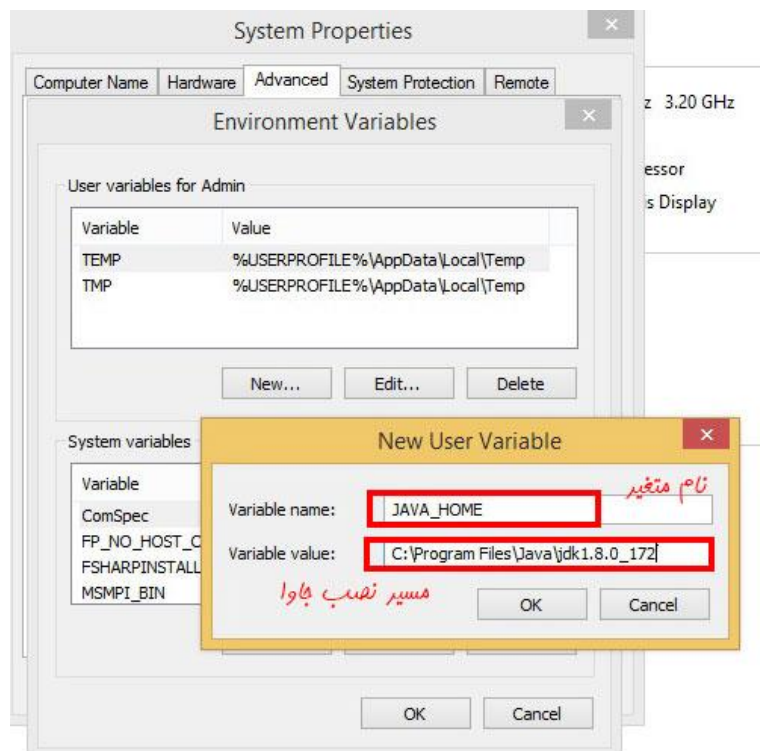 System Properties
Computer Name Hardware Advanced System Protection Remote
z 3.20 GHz
Environment Variables
essor
s Display
User variables for Admin
Variable Value
TEMP %USERPROFILE%\AppData\Local\Temp
TMP %USERPROFILE%\AppData\Local\Temp
New... Edit... Delete
System variables
New User Variable
Variable
نام متغیر
Variable name: JAVA_HOME
ComSpec
FP_NO_HOST_C
Variable value: C:\Program Files\Java\jdk1.8.0_172
FSHARPINSTALL
MSMPI_BIN
مسیر نصب جاوا
OK Cancel
OK Cancel